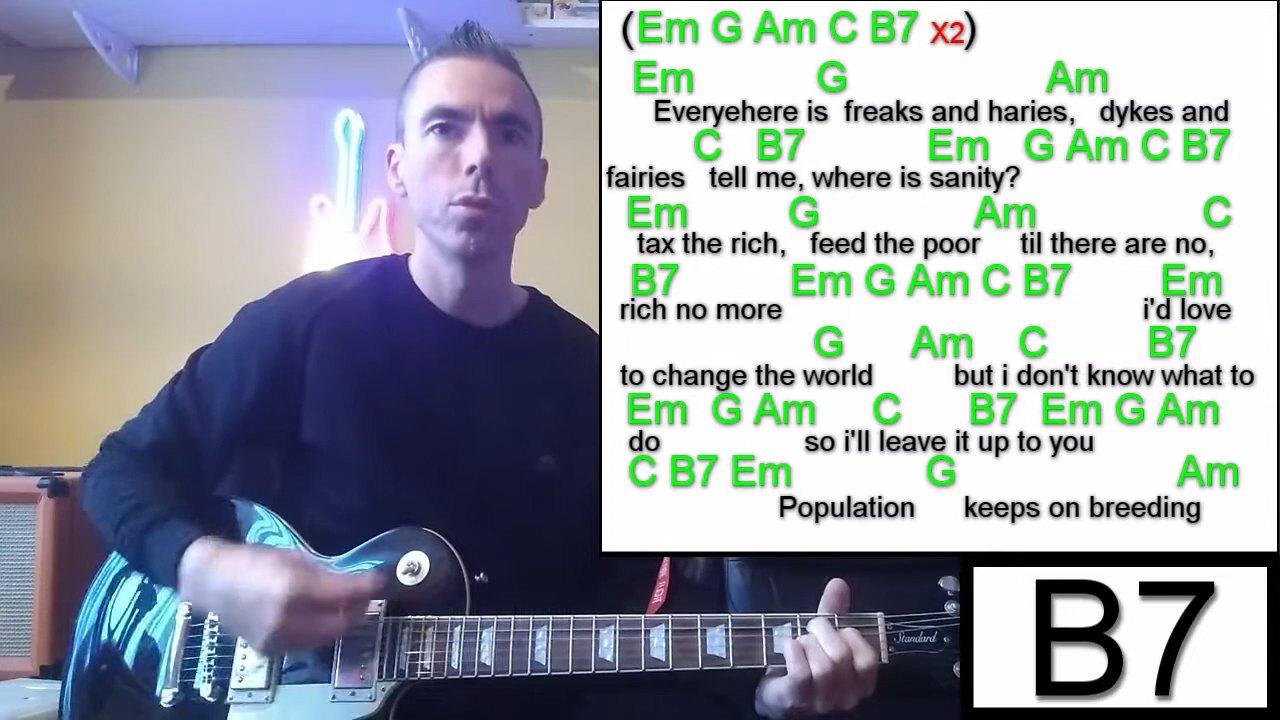 (Em G Am C B7 X2)
Em G Am
Everyehere is freaks and haries, dykes and
C B7 Em G Am C B7
fairies tell me, where is sanity?
Em G Am C
tax the rich, feed the poor til there are no,
B7 Em G Am C B7 Em
rich no more i'd love
G Am C B7
to change the world but i don't know what to
Em G Am C B7 Em G Am
do so i'll leave it up to you
C B7 Em G Am
Population keeps on breeding
Standard
B7